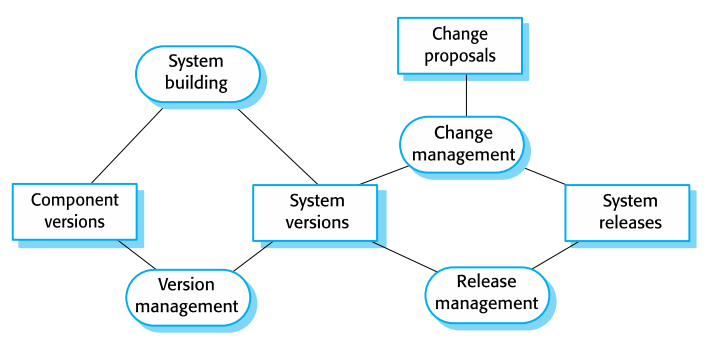 Change
proposals
System
building
Change
management
Component
versions
System
versions
System
releases
Version
management
Release
management